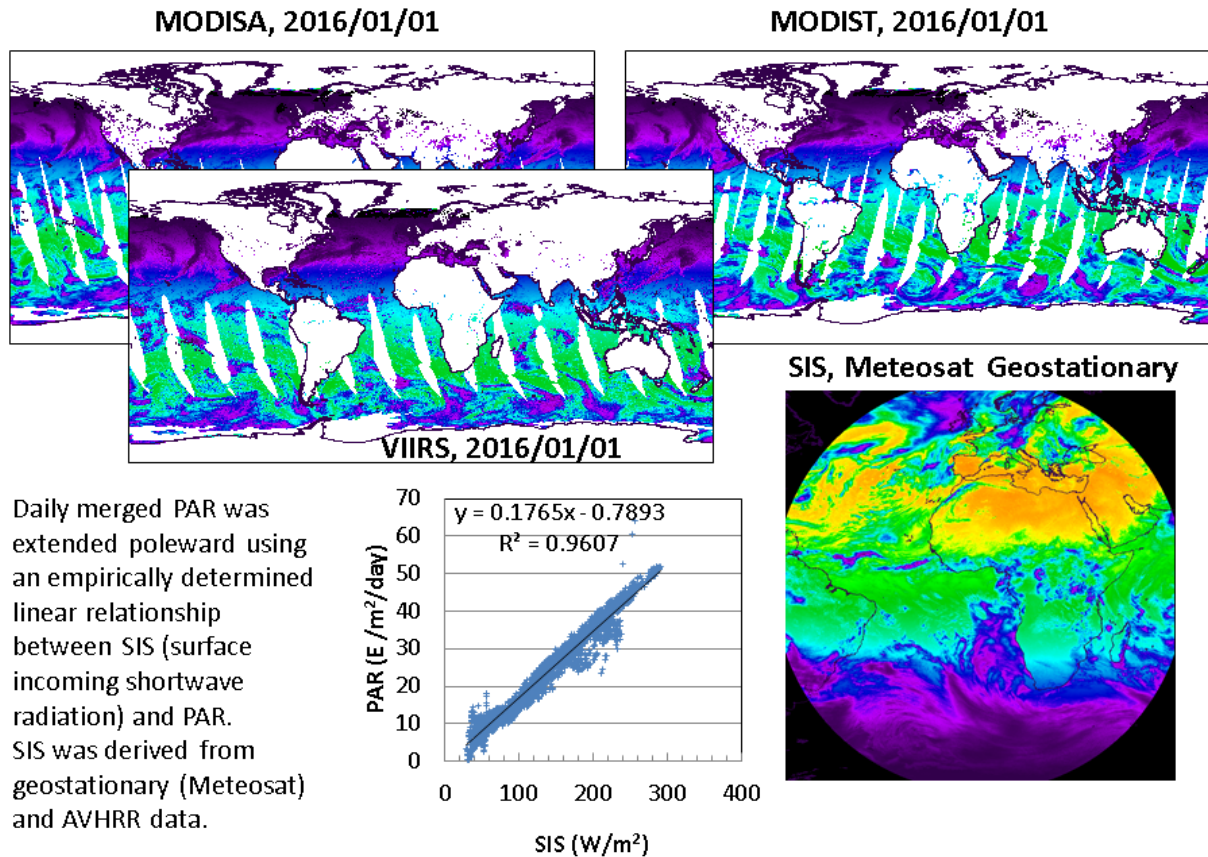 MODISA, 2016/01/01
MODIST, 2016/01/01
VIIRS, 2016/01/01
SIS, Meteosat Geostationary
Daily merged PAR was
extended poleward using
an empirically determined
linear relationship
between SIS (surface
incoming shortwave
radiation) and PAR.
SIS was derived from
geostationary (Meteosat)
and AVHRR data.
y = 0.1765x - 0.7893
R² = 0.9607
PAR (E /m²/day)
70
60
50
40
30
20
10
0
0 100 200 300 400
SIS (W/m²)